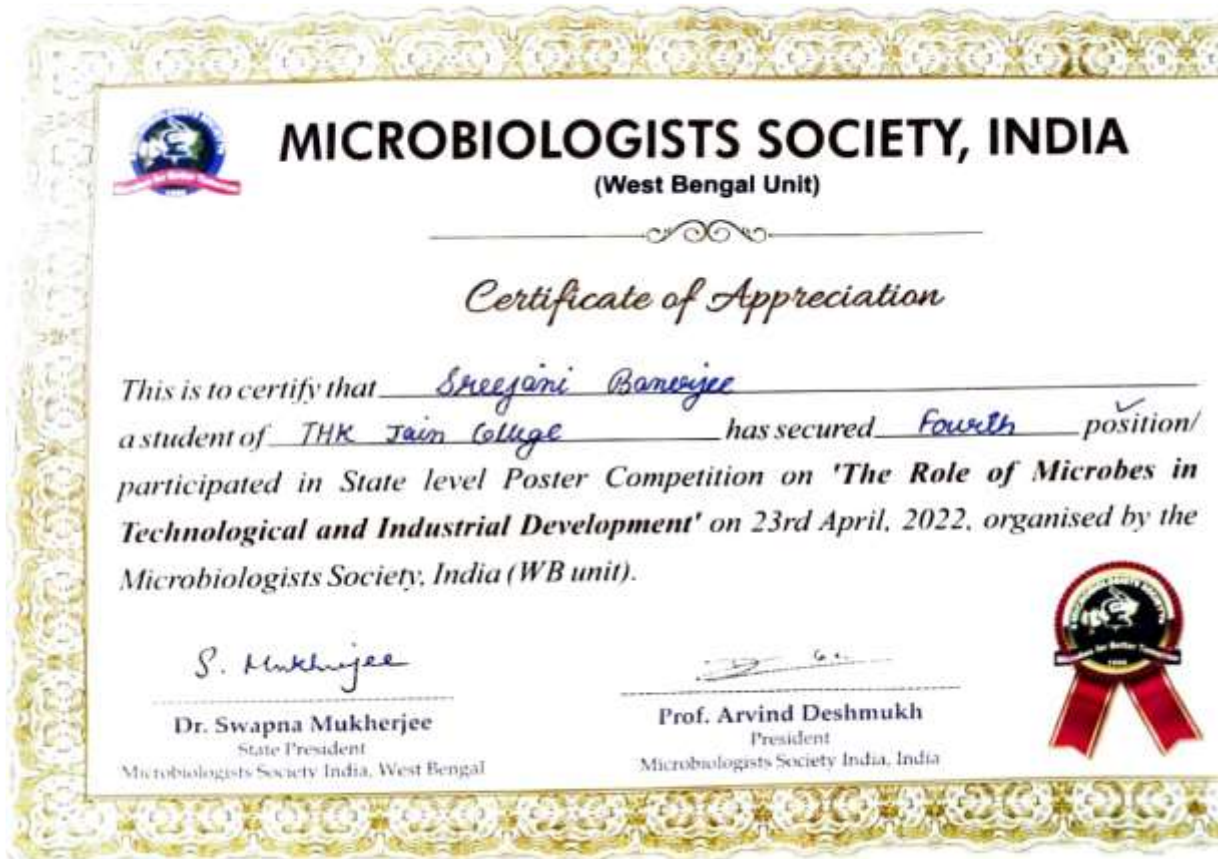 MICROBIOLOGISTS SOCIETY, INDIA
(West Bengal Unit)
Certificate of Appreciation
This is to certify that Sreejani Banerjee
a student of THK Jain College has secured Fourth position/
participated in State level Poster Competition on 'The Role of Microbes in
Technological and Industrial Development' on 23rd April, 2022, organised by the
Microbiologists Society, India (WB unit).
S. Mukherjee
Dr. Swapna Mukherjee
State President
Microbiologists Society India, West Bengal
Prof. Arvind Deshmukh
President
Microbiologists Society India, India